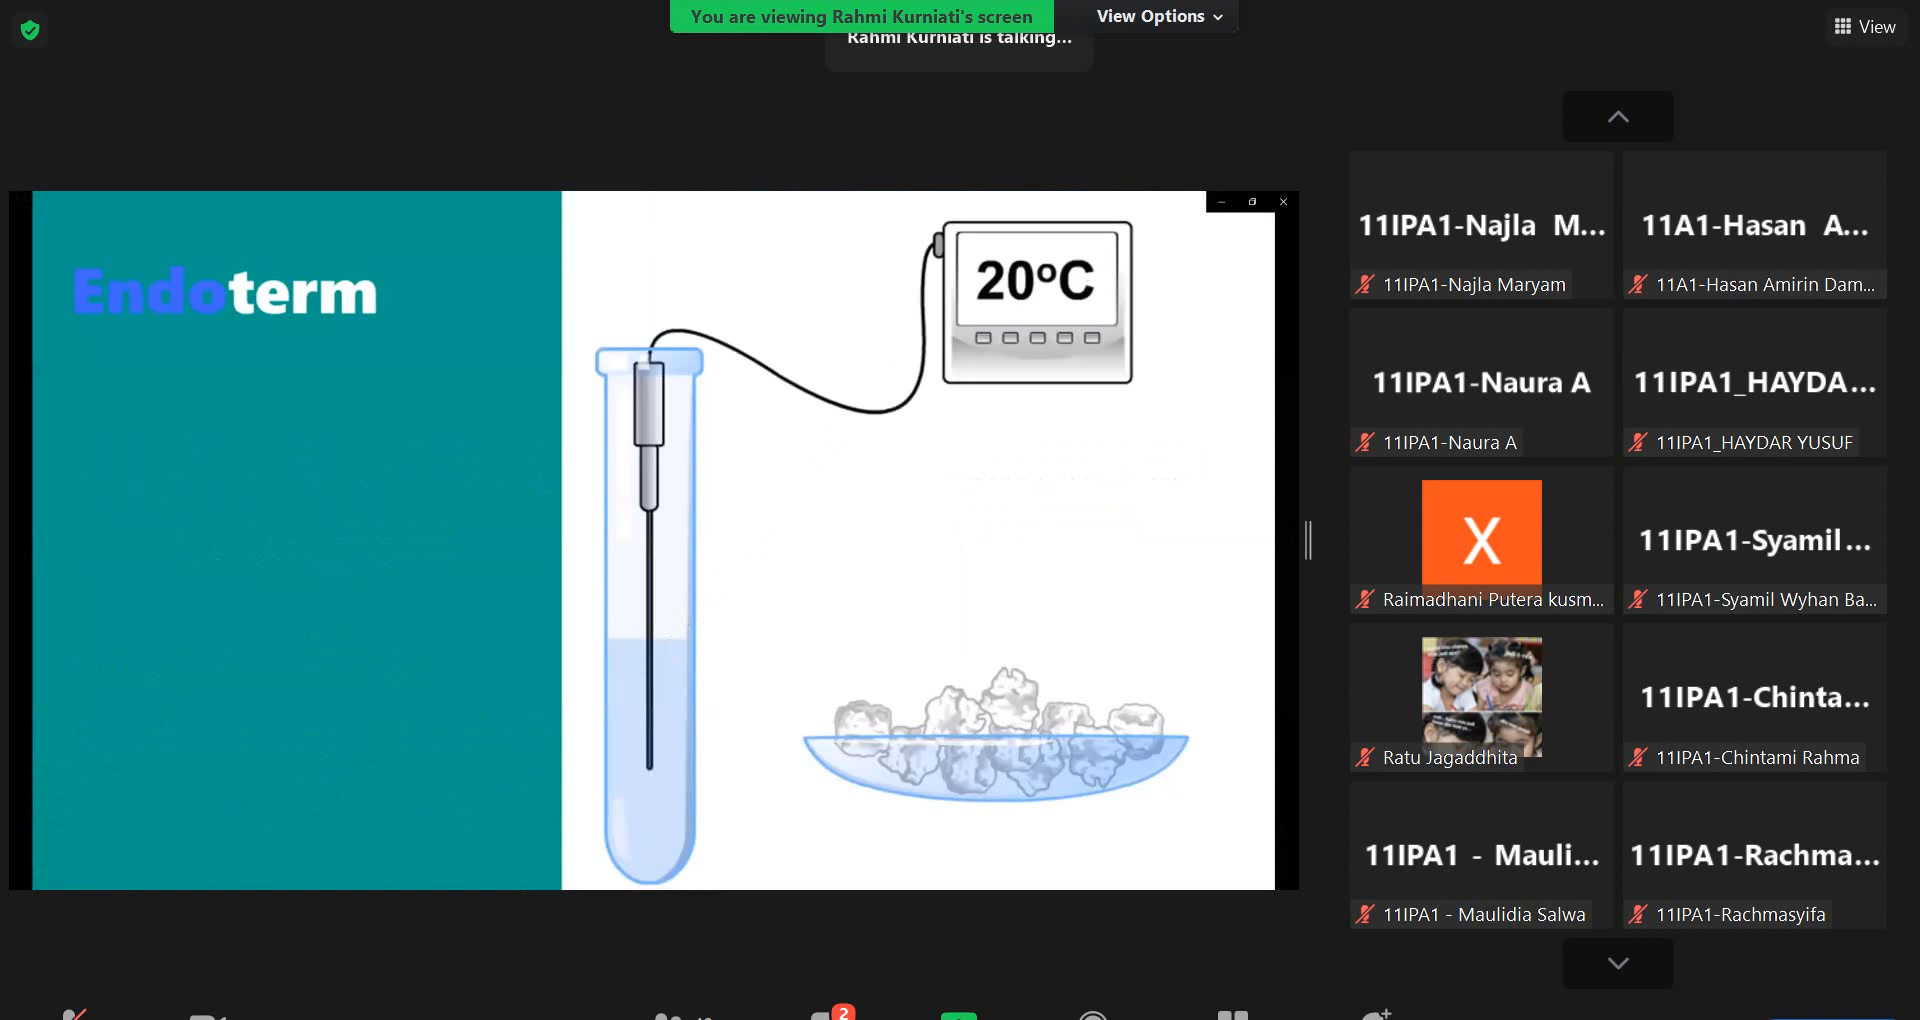 You are viewing Rahmi Kurniati's screen
View Options
Rahmi Kurniati is talking...
View
Endoterm
20°C
11IPA1-Najla M...
11IPA1-Najla Maryam
11A1-Hasan A...
11A1-Hasan Amirin Dam...
11IPA1-Naura A
11IPA1-Naura A
11IPA1_HAYDA...
11IPA1_HAYDAR YUSUF
X
Raimadhani Putera kusm...
11IPA1-Syamil...
11IPA1-Syamil Wyhan Ba...
Ratu Jagaddhita
11IPA1-Chinta...
11IPA1-Chintami Rahma
11IPA1 - Mauli...
11IPA1 - Maulidia Salwa
11IPA1-Rachma...
11IPA1-Rachmasyifa
2